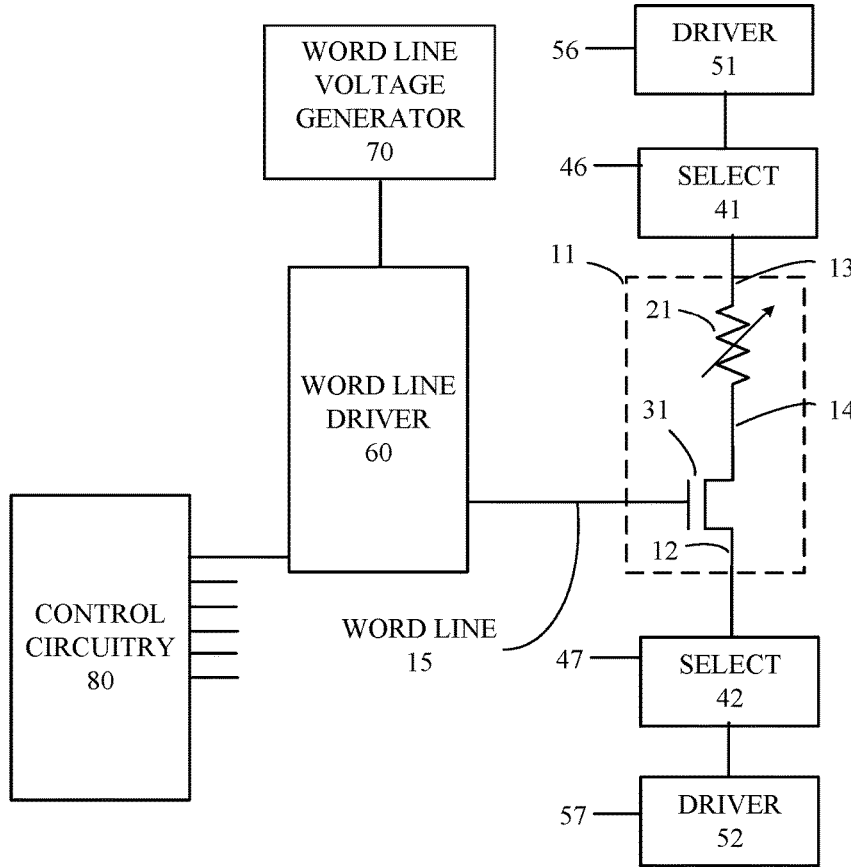 WORD LINE
VOLTAGE
GENERATOR
70
56
DRIVER
51
46
SELECT
41
11
13
21
14
31
12
WORD LINE
DRIVER
60
CONTROL
CIRCUITRY
80
WORD LINE
15
47
SELECT
42
57
DRIVER
52